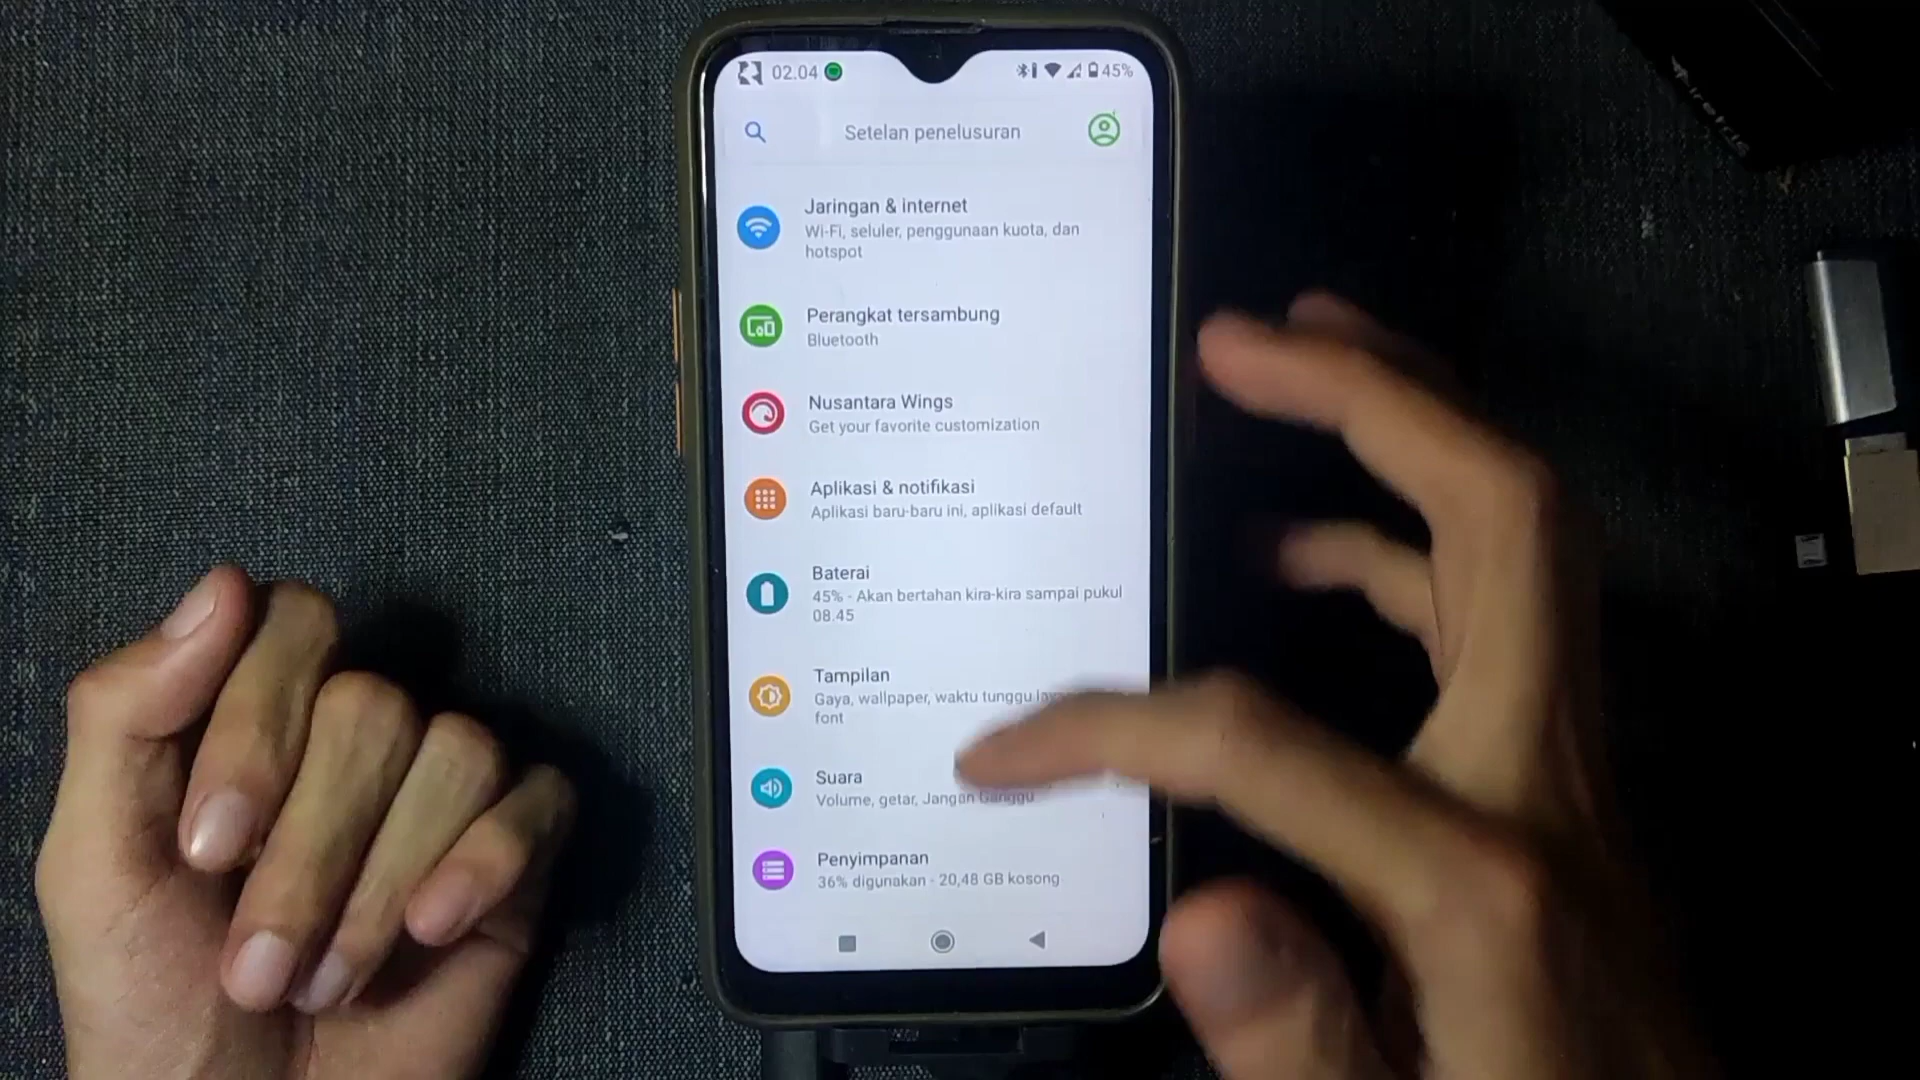 02.04
45%
Setelan penelusuran
Jaringan & internet
Wi-Fi, seluler, penggunaan kuota, dan
hotspot
Perangkat tersambung
Bluetooth
Nusantara Wings
Get your favorite customization
Aplikasi & notifikasi
Aplikasi baru-baru ini, aplikasi default
Baterai
45% - Akan bertahan kira-kira sampai pukul
08.45
Tampilan
Gaya, wallpaper, waktu tunggu
font
Suara
Volume, getar, Jangan Ganggu
Penyimpanan
36% digunakan - 20,48 GB kosong